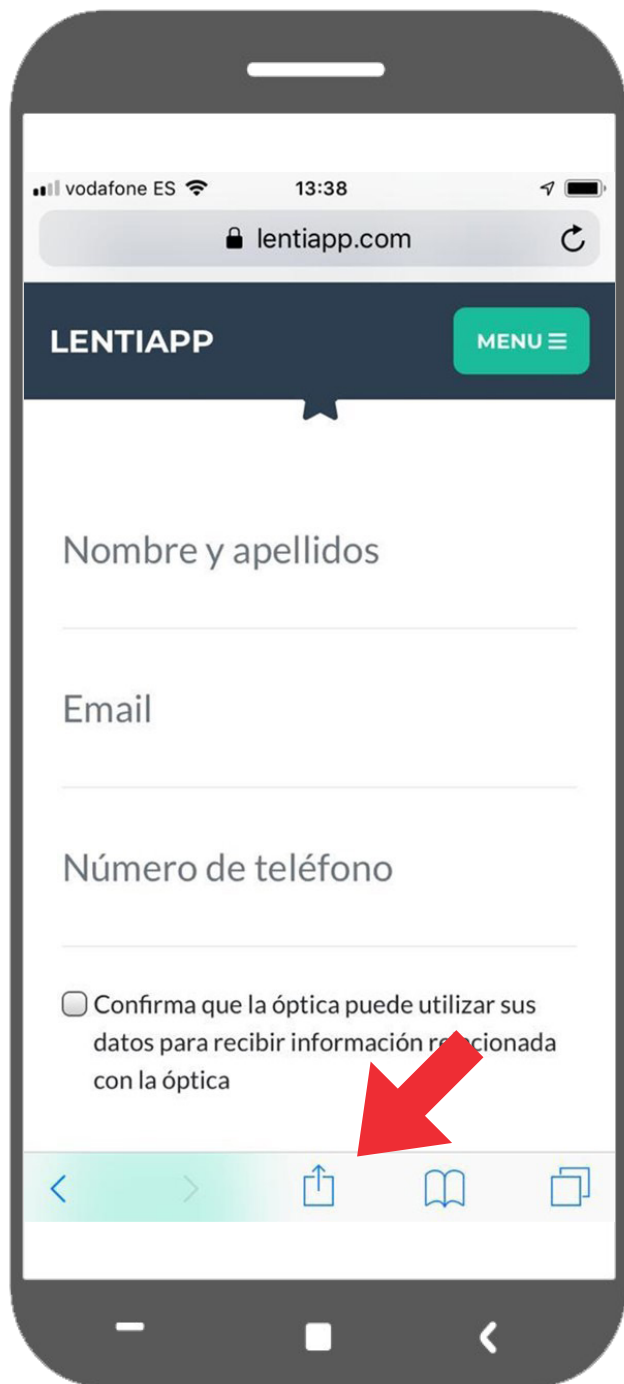 vodafone ES 13:38
lentiapp.com
LENTIAPP MENU
Nombre y apellidos
Email
Número de teléfono
Confirma que la óptica puede utilizar sus
datos para recibir información relacionada
con la óptica